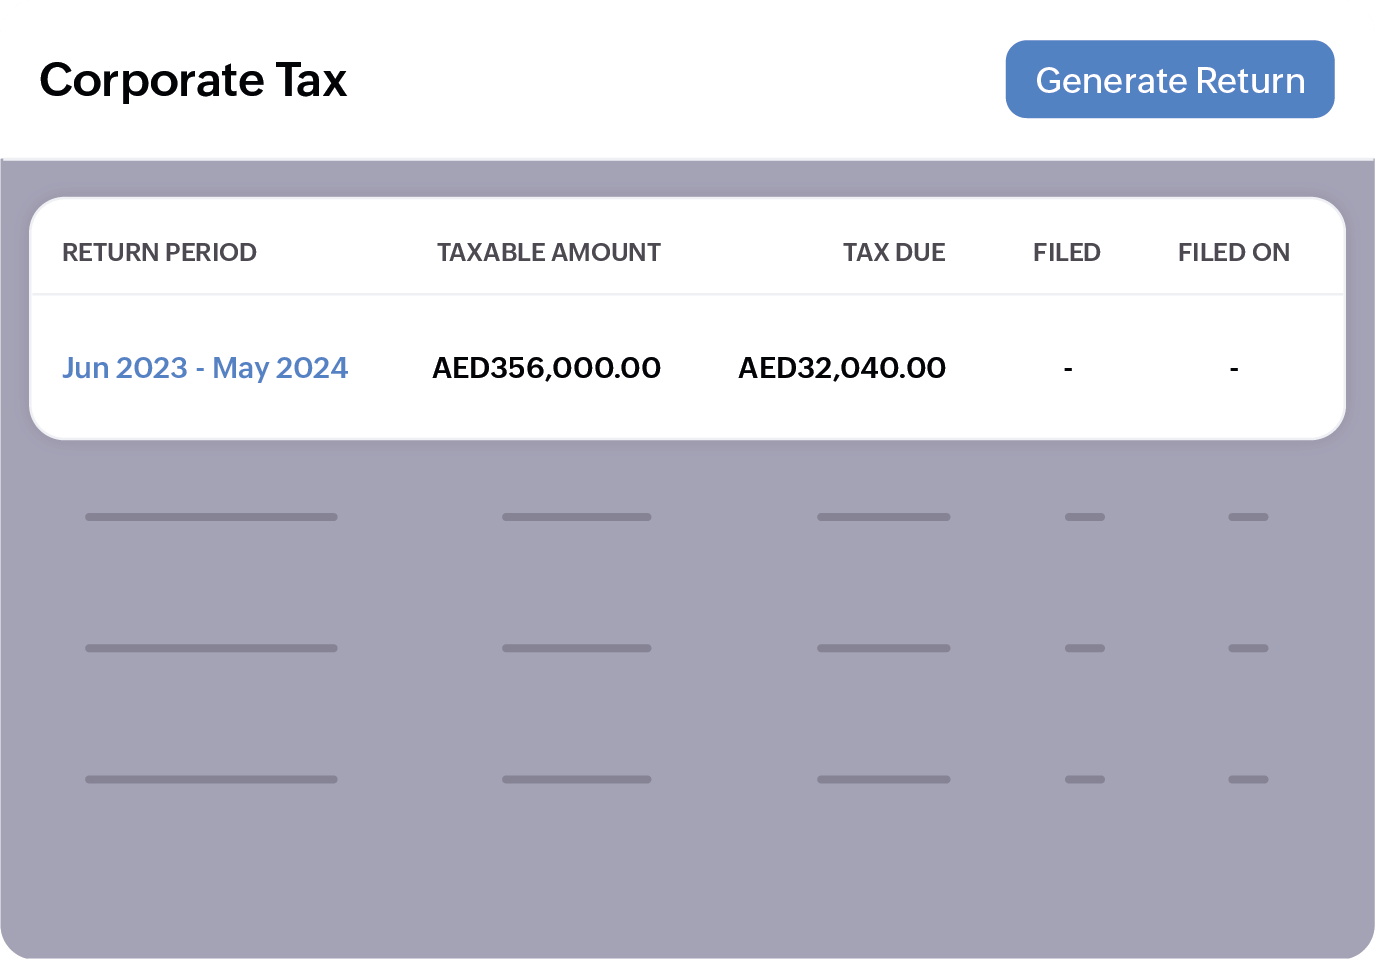 Corporate Tax
Generate Return
RETURN PERIOD TAXABLE AMOUNT TAX DUE FILED FILED ON
Jun 2023 - May 2024 AED356,000.00 AED32,040.00 - -